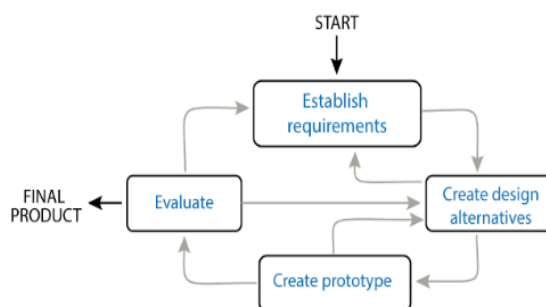 START
Establish
requirements
FINAL
PRODUCT
Evaluate
Create design
alternatives
Create prototype